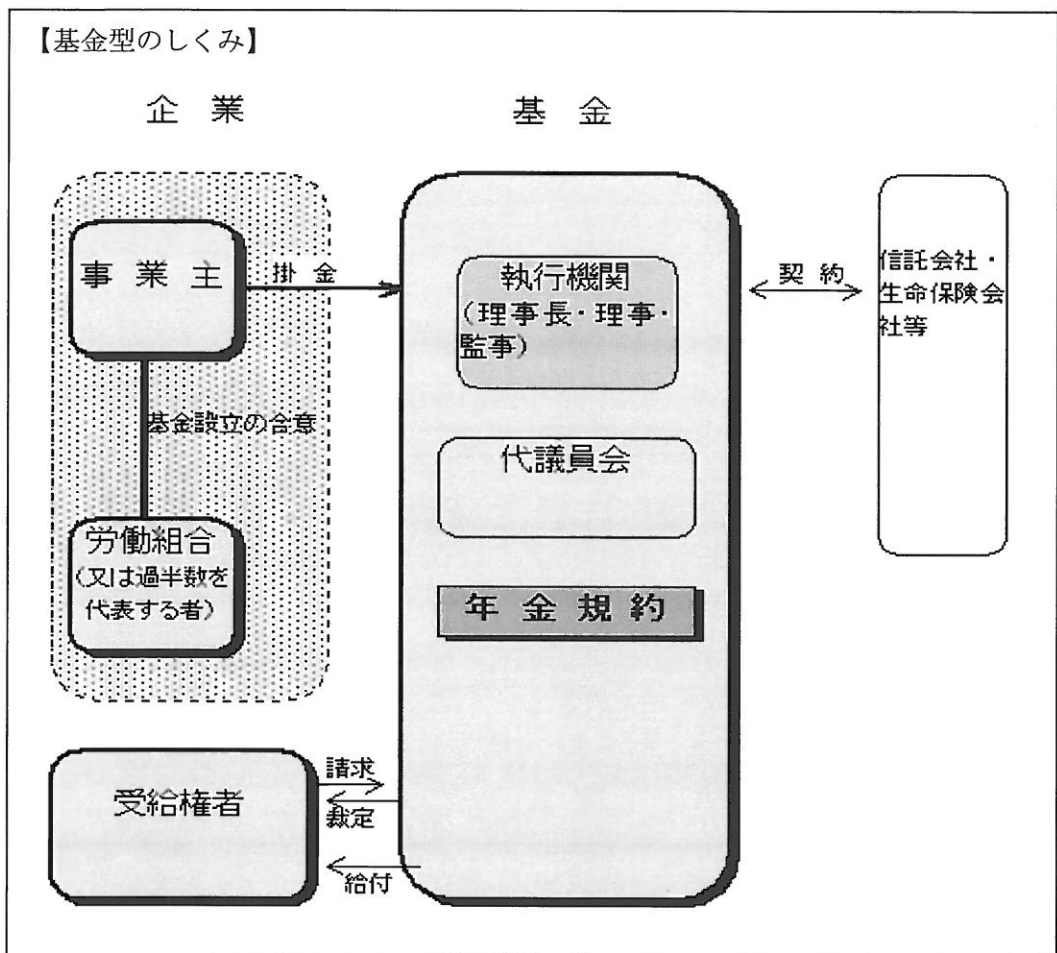 【基金型のしくみ】
企業
基金
事業主
掛金
執行機関
（理事長・理事・
監事）
契約
信託会社・
生命保険会
社等
基金設立の合意
代議員会
労働組合
（又は過半数を
代表する者）
年金規約
受給権者
請求
裁定
給付